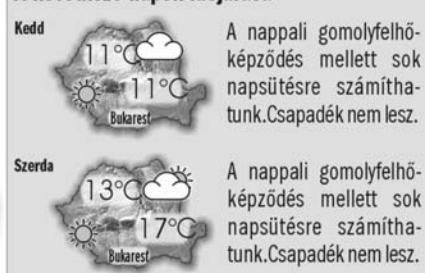 Kedd
11°C
11°C
Bukarest
A nappali gomolyfelhő-
képződés mellett sok
napsütésre számítha-
tunk.Csapadék nem lesz.
Szerda
13°C
17°C
Bukarest
A nappali gomolyfelhő-
képződés mellett sok
napsütésre számítha-
tunk.Csapadék nem lesz.